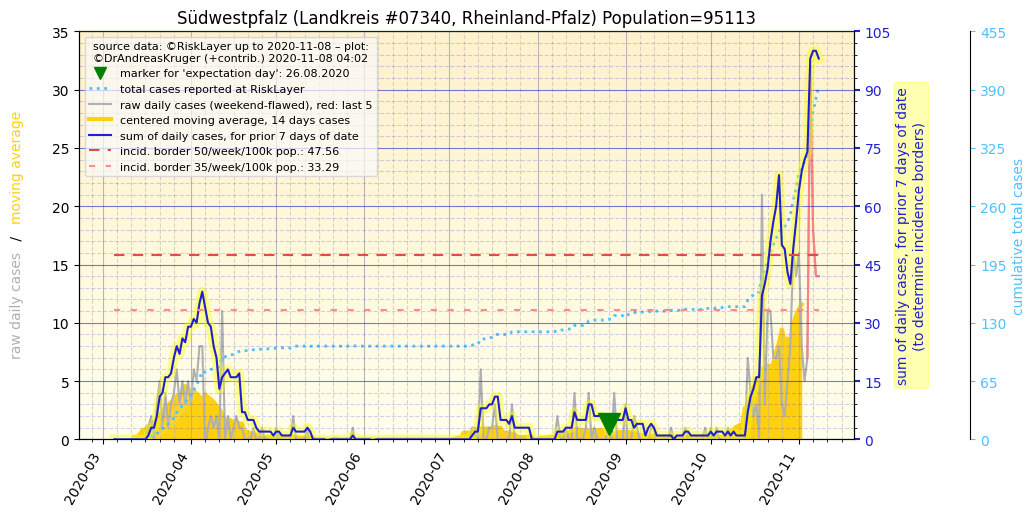 Südwestpfalz (Landkreis #07340, Rheinland-Pfalz) Population=95113
source data: ©RiskLayer up to 2020-11-08 – plot:
©DrAndreasKruger (+contrib.) 2020-11-08 04:02
marker for 'expectation day': 26.08.2020
total cases reported at RiskLayer
raw daily cases (weekend-flawed), red: last 5
centered moving average, 14 days cases
sum of daily cases, for prior 7 days of date
incid. border 50/week/100k pop.: 47.56
incid. border 35/week/100k pop.: 33.29
raw daily cases / moving average
35
30
25
20
15
10
5
0
105
90
75
60
45
30
15
0
sum of daily cases, for prior 7 days of date
(to determine incidence borders)
455
390
325
260
195
130
65
0
cumulative total cases
2020-03
2020-04
2020-05
2020-06
2020-07
2020-08
2020-09
2020-10
2020-11